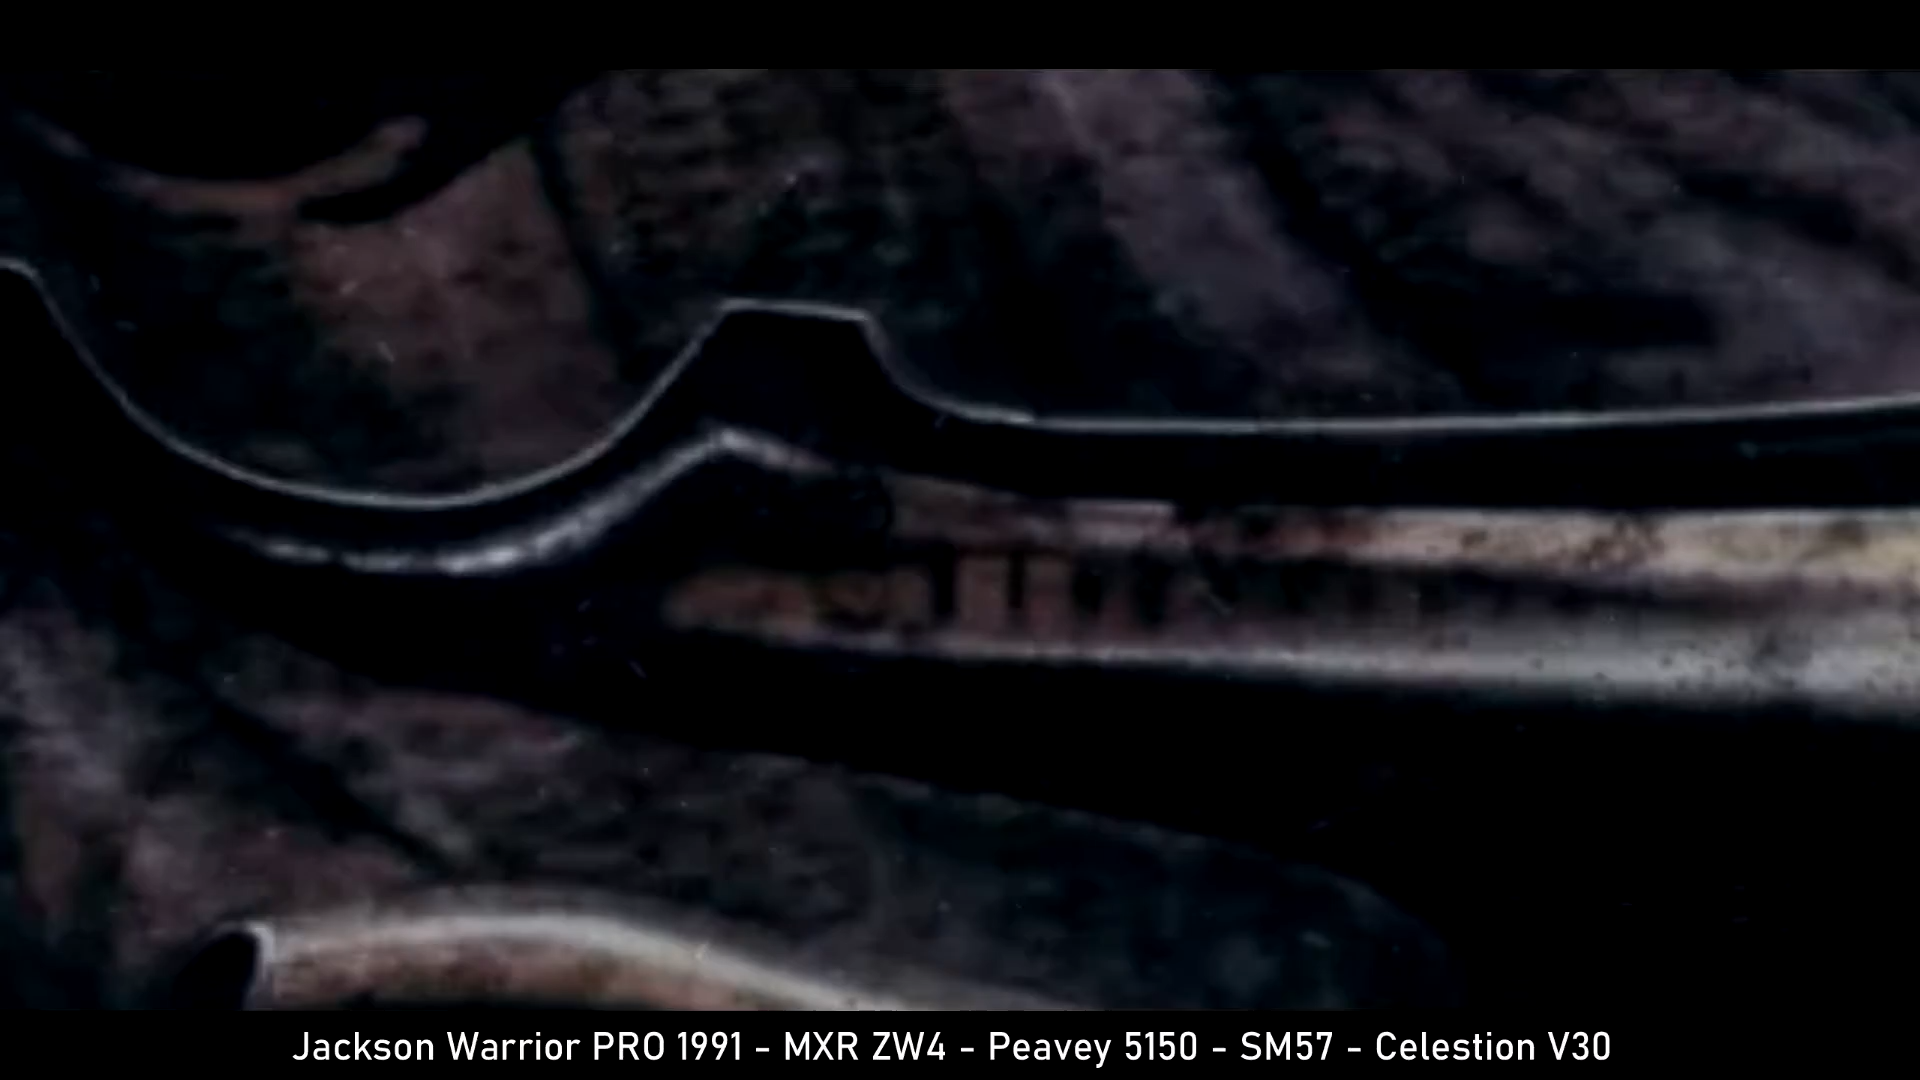 Jackson Warrior PRO 1991 - MXR ZW4 - Peavey 5150 - SM57 - Celestion V30